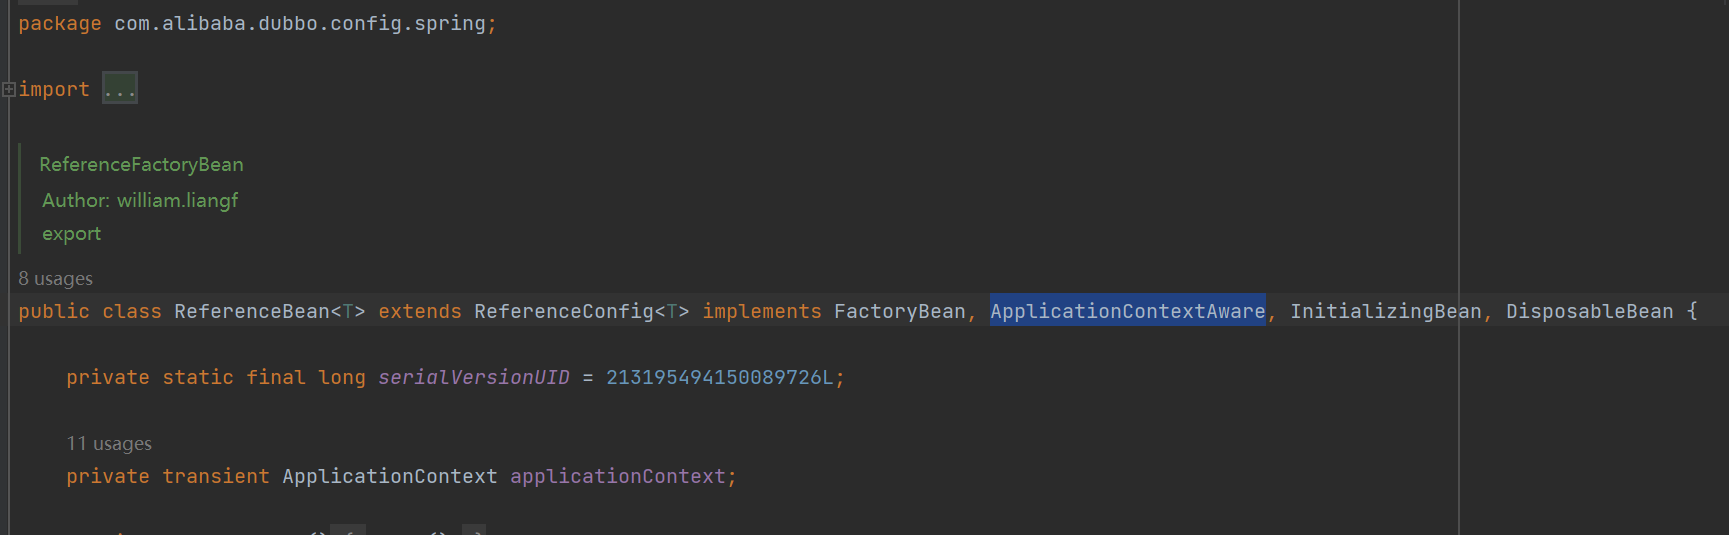 package com.alibaba.dubbo.config.spring;
import ...
ReferenceFactoryBean
Author: william.liangf
export
8 usages
public class ReferenceBean<T> extends ReferenceConfig<T> implements FactoryBean, ApplicationContextAware, InitializingBean, DisposableBean {
private static final long serialVersionUID = 213195494150089726L;
11 usages
private transient ApplicationContext applicationContext;